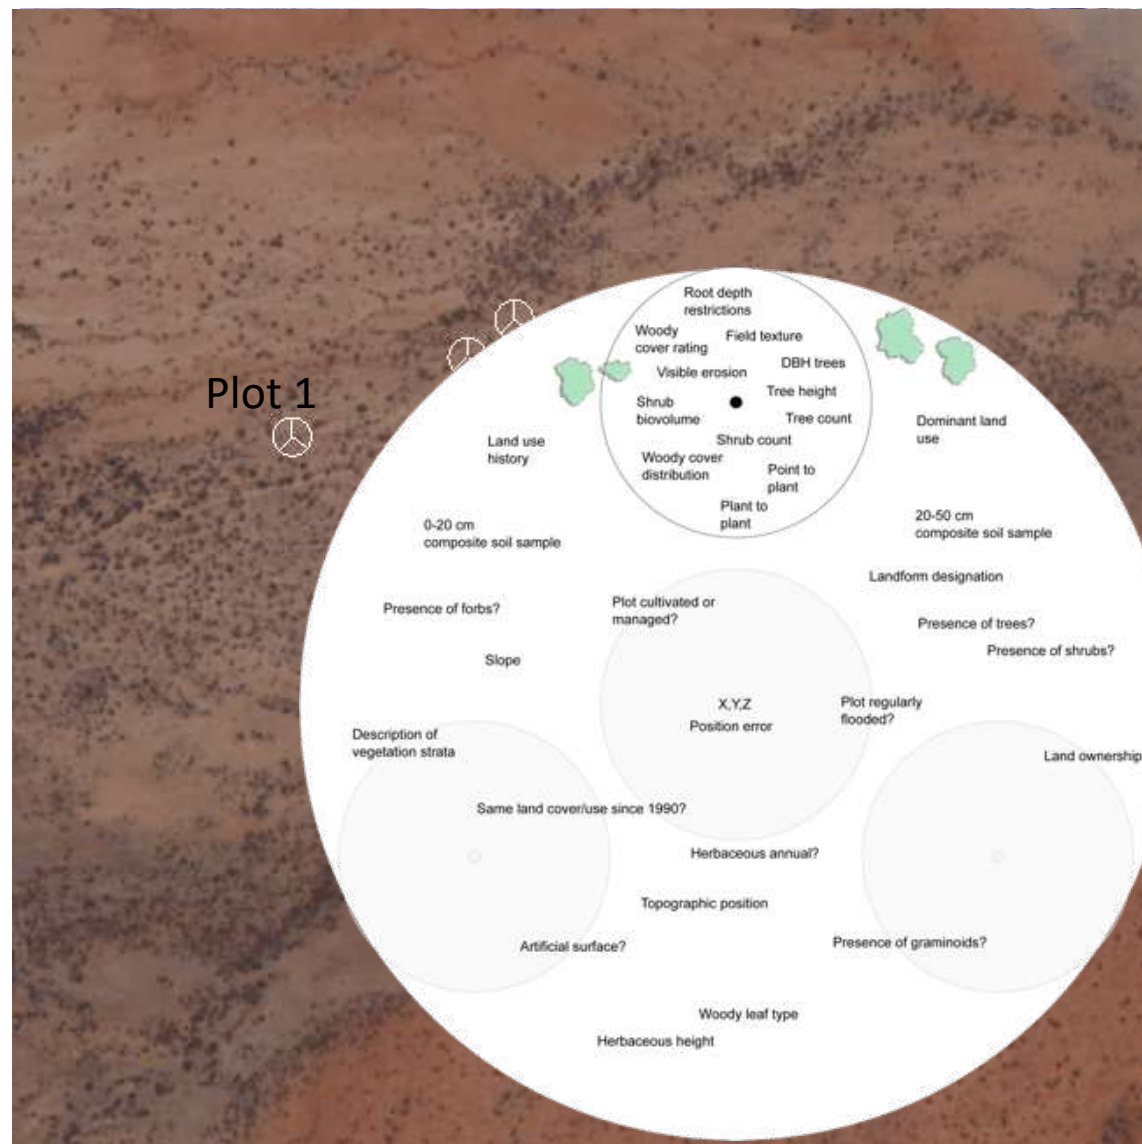 Root depth
restrictions
Woody
cover rating
Field texture
Visible erosion
DBH trees
Tree height
Shrub
biovolume
Tree count
Shrub count
Woody cover
distribution
Point to
plant
Plant to
plant
Plot 1
Land use
history
Dominant land
use
0-20 cm
composite soil sample
20-50 cm
composite soil sample
Landform designation
Presence of forbs?
Plot cultivated or
managed?
Presence of trees?
Presence of shrubs?
Slope
X,Y,Z
Position error
Plot regularly
flooded?
Description of
vegetation strata
Land ownership
Same land cover/use since 1990?
Herbaceous annual?
Topographic position
Artificial surface?
Presence of graminoids?
Woody leaf type
Herbaceous height